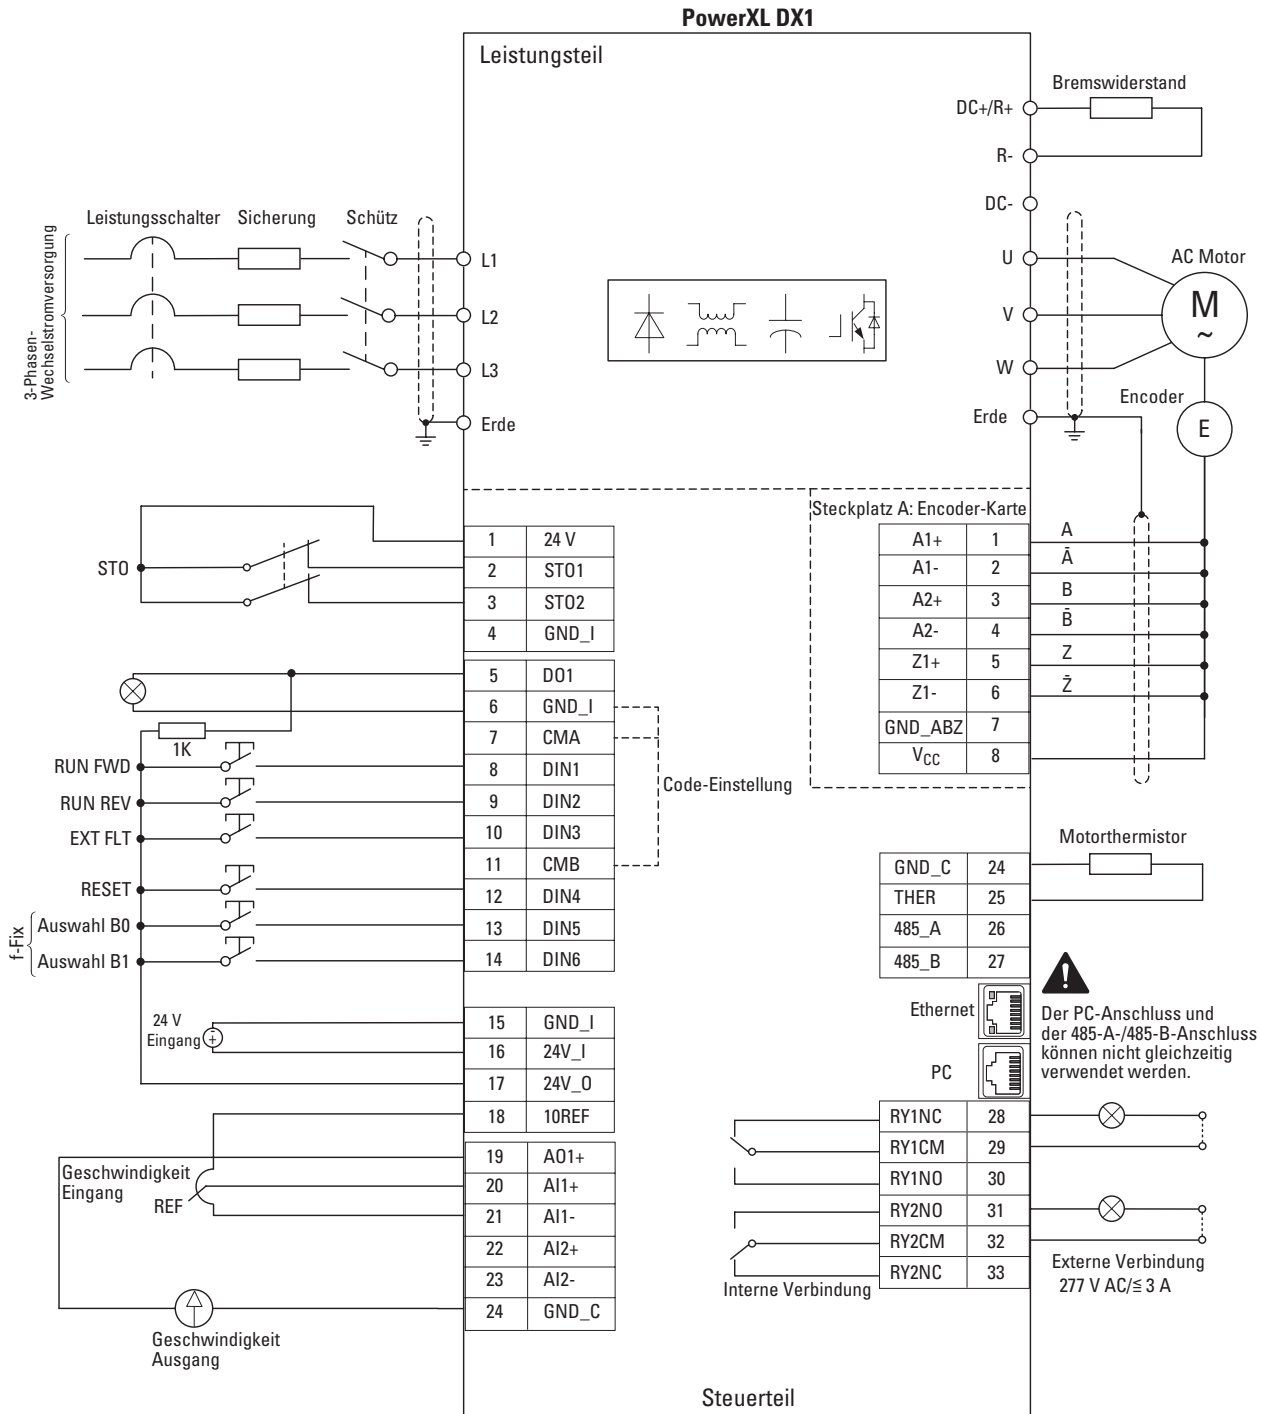 PowerXL DX1
Leistungsteil
Bremswiderstand
DC+/R+
R-
DC-
3-Phasen-
Wechselstromversorgung
Leistungsschalter
Sicherung
Schütz
L1
L2
L3
Erde
U
V
W
Erde
AC Motor
M
~
Encoder
E
STO
1 24 V
2 STO1
3 STO2
4 GND_I
5 DO1
6 GND_I
7 CMA
8 DIN1
9 DIN2
10 DIN3
11 CMB
12 DIN4
13 DIN5
14 DIN6
1K
RUN FWD
RUN REV
EXT FLT
RESET
f-Fix
Auswahl B0
Auswahl B1
Code-Einstellung
24 V
Eingang
15 GND_I
16 24V_I
17 24V_O
18 10REF
19 AO1+
20 AI1+
21 AI1-
22 AI2+
23 AI2-
24 GND_C
Geschwindigkeit
Eingang
REF
Geschwindigkeit
Ausgang
Steckplatz A: Encoder-Karte
A1+ 1 A
A1- 2 Ā
A2+ 3 B
A2- 4 B̄
Z1+ 5 Z
Z1- 6 Z̄
GND_ABZ 7
VCC 8
Motorthermistor
GND_C 24
THER 25
485_A 26
485_B 27
Ethernet
PC
!
Der PC-Anschluss und
der 485-A-/485-B-Anschluss
können nicht gleichzeitig
verwendet werden.
RY1NC 28
RY1CM 29
RY1NO 30
RY2NO 31
RY2CM 32
RY2NC 33
Interne Verbindung
Externe Verbindung
277 V AC/≦ 3 A
Steuerteil